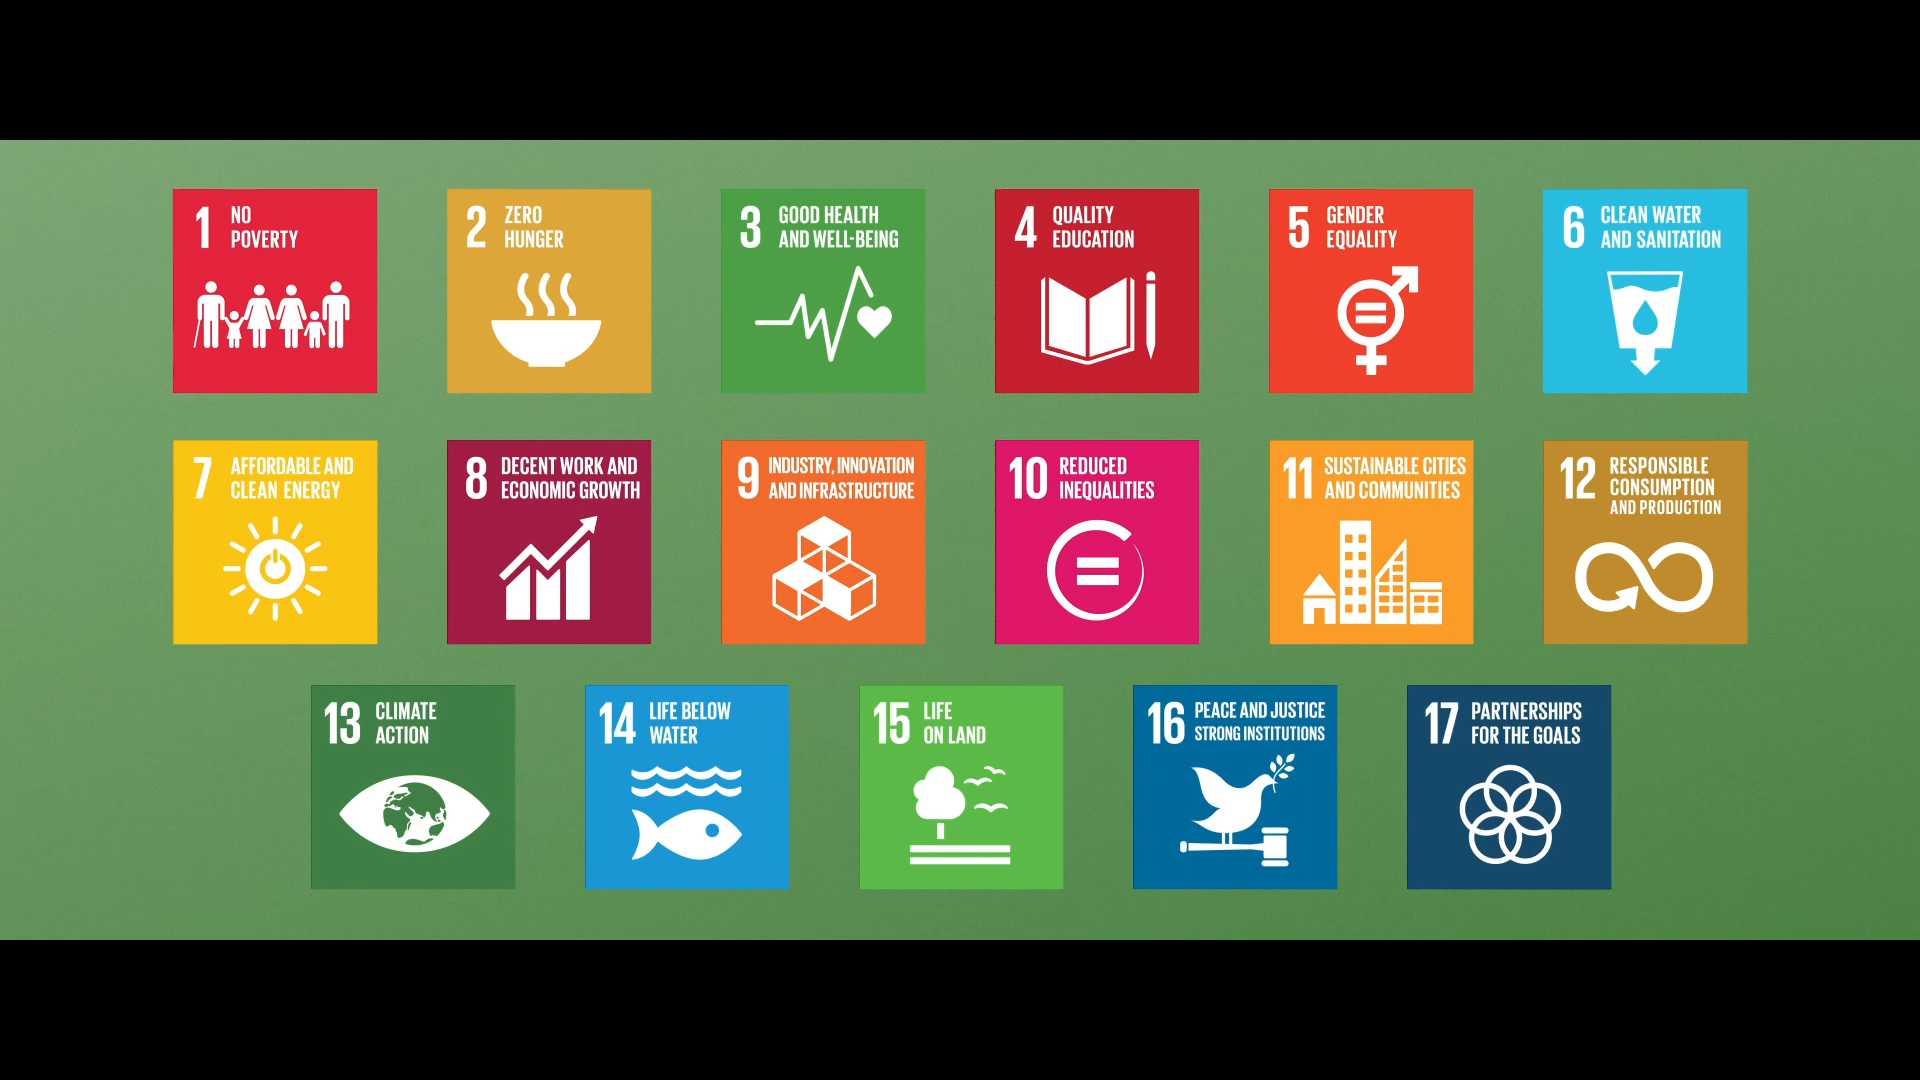 1 NO
POVERTY
2 ZERO
HUNGER
3 GOOD HEALTH
AND WELL-BEING
4 QUALITY
EDUCATION
5 GENDER
EQUALITY
6 CLEAN WATER
AND SANITATION
7 AFFORDABLE AND
CLEAN ENERGY
8 DECENT WORK AND
ECONOMIC GROWTH
9 INDUSTRY, INNOVATION
AND INFRASTRUCTURE
10 REDUCED
INEQUALITIES
11 SUSTAINABLE CITIES
AND COMMUNITIES
12 RESPONSIBLE
CONSUMPTION
AND PRODUCTION
13 CLIMATE
ACTION
14 LIFE BELOW
WATER
15 LIFE
ON LAND
16 PEACE AND JUSTICE
STRONG INSTITUTIONS
17 PARTNERSHIPS
FOR THE GOALS